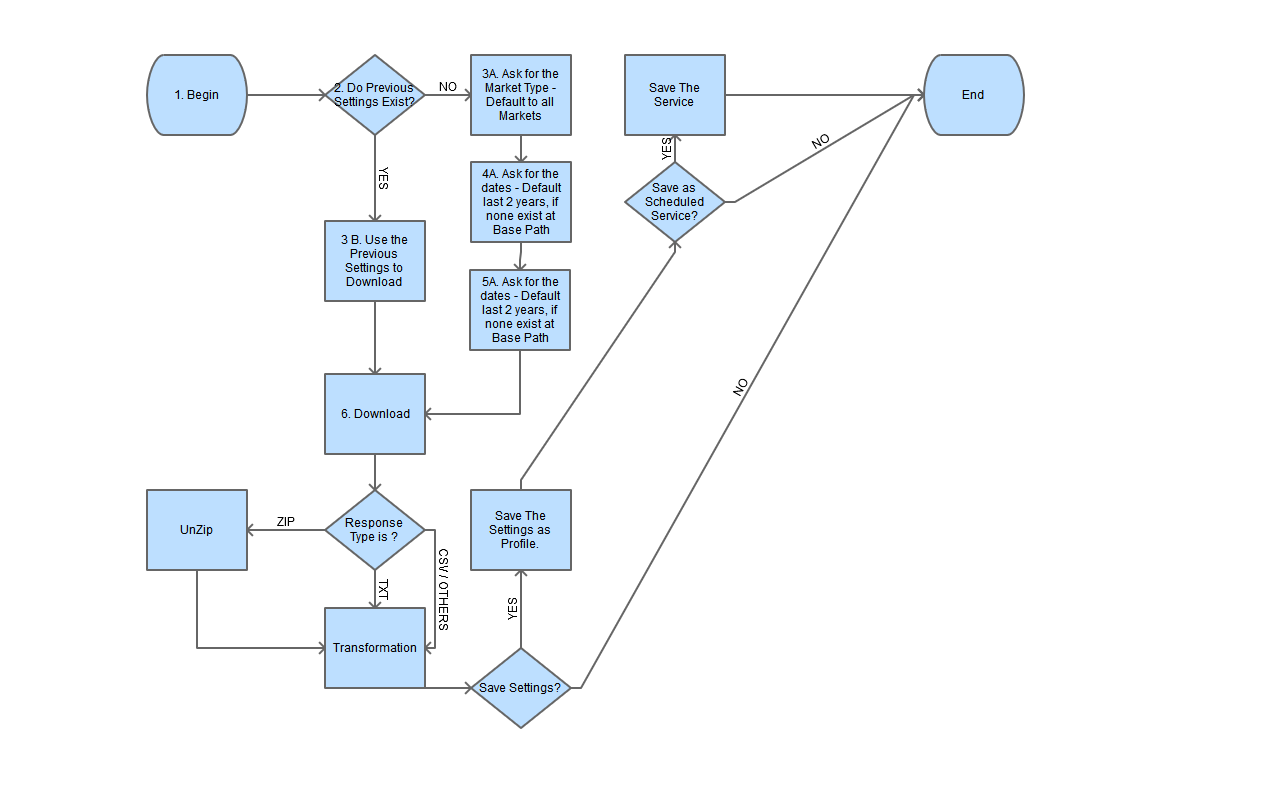 1. Begin
2. Do Previous
Settings Exist?
NO
3A. Ask for the
Market Type -
Default to all
Markets
Save The
Service
End
YES
NO
YES
4A. Ask for the
dates - Default
last 2 years, if
none exist at
Base Path
Save as
Scheduled
Service?
3 B. Use the
Previous
Settings to
Download
5A. Ask for the
dates - Default
last 2 years, if
none exist at
Base Path
6. Download
NO
UnZip
ZIP
Response
Type is ?
Save The
Settings as
Profile.
TXT
CSV / OTHERS
YES
Transformation
Save Settings?